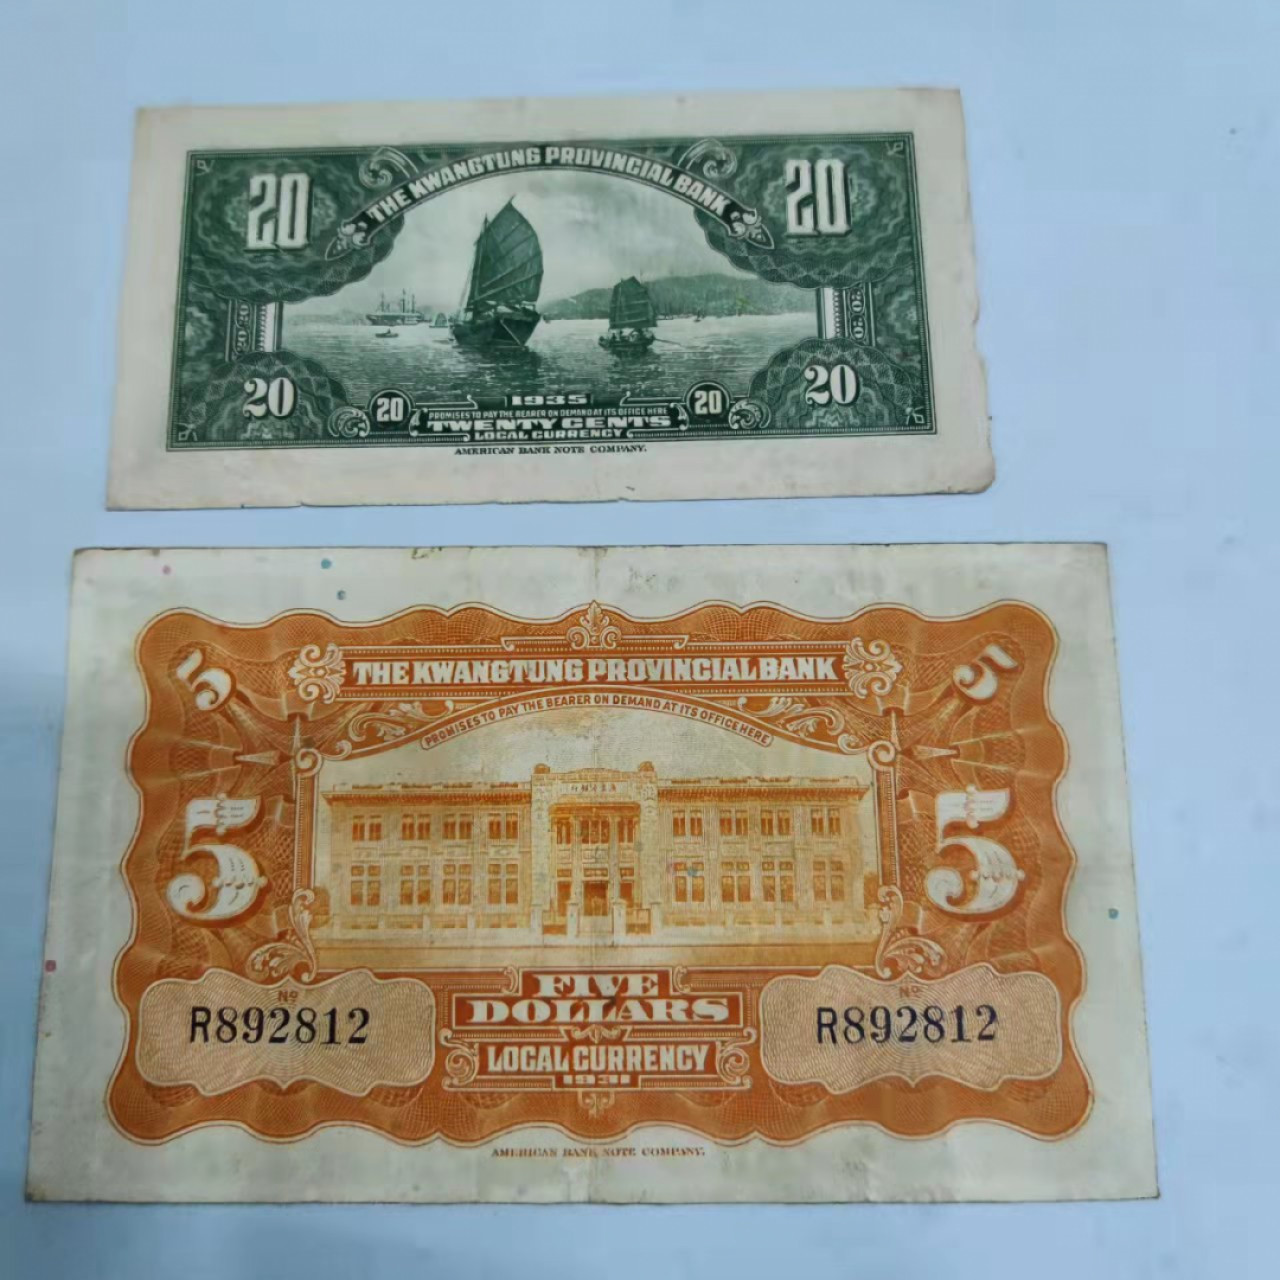 THE KWANGTUNG PROVINCIAL BANK
20 20
20 20
20 20
20 1935 20
PROMISES TO PAY THE BEARER ON DEMAND AT ITS OFFICE HERE
TWENTY CENTS
LOCAL CURRENCY
AMERICAN BANK NOTE COMPANY.
5 THE KWANGTUNG PROVINCIAL BANK 5
PROMISES TO PAY THE BEARER ON DEMAND AT ITS OFFICE HERE
5 5
No FIVE No
R892812 DOLLARS R892812
LOCAL CURRENCY
1931
AMERICAN BANK NOTE COMPANY.